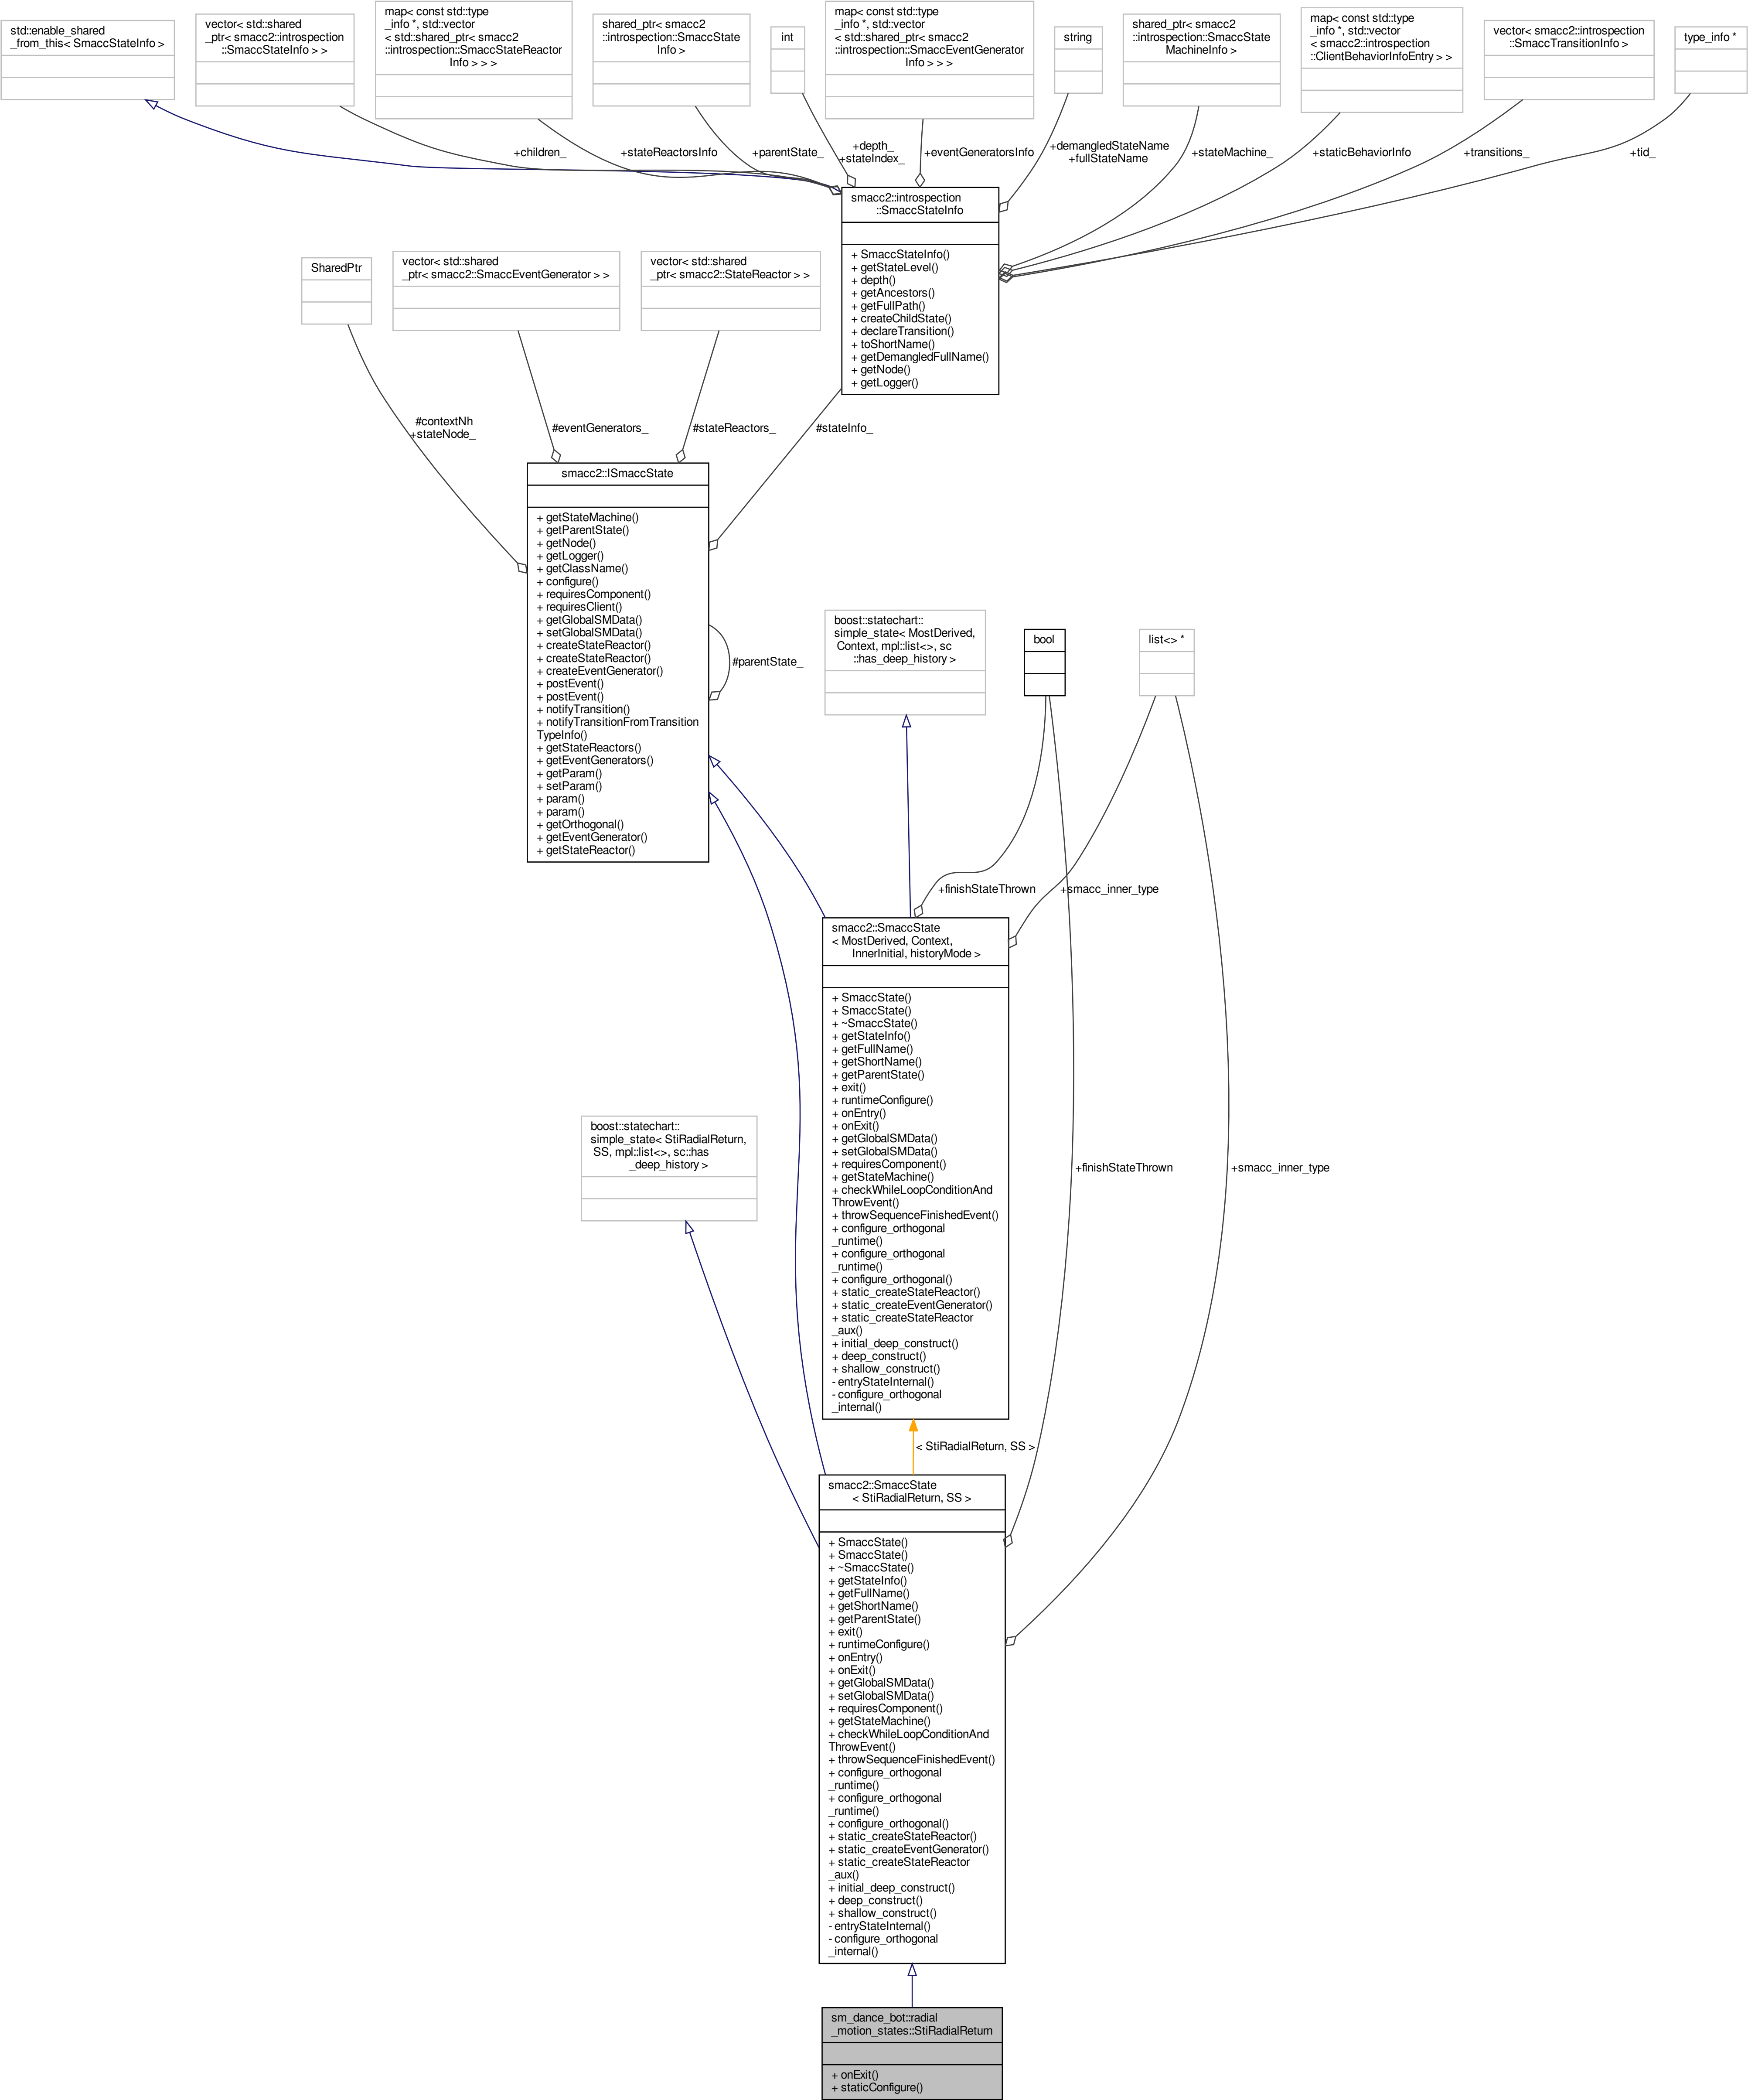 std::enable_shared
_from_this< SmaccStateInfo >
vector< std::shared
_ptr< smacc2::introspection
::SmaccStateInfo > >
map< const std::type
_info *, std::vector
< std::shared_ptr< smacc2
::introspection::SmaccStateReactor
Info > > >
shared_ptr< smacc2
::introspection::SmaccState
Info >
int
map< const std::type
_info *, std::vector
< std::shared_ptr< smacc2
::introspection::SmaccEventGenerator
Info > > >
string
shared_ptr< smacc2
::introspection::SmaccState
MachineInfo >
map< const std::type
_info *, std::vector
< smacc2::introspection
::ClientBehaviorInfoEntry > >
vector< smacc2::introspection
::SmaccTransitionInfo >
type_info *
+children_
+stateReactorsInfo
+parentState_
+depth_
+stateIndex_
+eventGeneratorsInfo
+demangledStateName
+fullStateName
+stateMachine_
+staticBehaviorInfo
+transitions_
+tid_
smacc2::introspection
::SmaccStateInfo
+ SmaccStateInfo()
+ getStateLevel()
+ depth()
+ getAncestors()
+ getFullPath()
+ createChildState()
+ declareTransition()
+ toShortName()
+ getDemangledFullName()
+ getNode()
+ getLogger()
SharedPtr
vector< std::shared
_ptr< smacc2::SmaccEventGenerator > >
vector< std::shared
_ptr< smacc2::StateReactor > >
#contextNh
+stateNode_
#eventGenerators_
#stateReactors_
#stateInfo_
smacc2::ISmaccState
+ getStateMachine()
+ getParentState()
+ getNode()
+ getLogger()
+ getClassName()
+ configure()
+ requiresComponent()
+ requiresClient()
+ getGlobalSMData()
+ setGlobalSMData()
+ createStateReactor()
+ createStateReactor()
+ createEventGenerator()
+ postEvent()
+ postEvent()
+ notifyTransition()
+ notifyTransitionFromTransition
TypeInfo()
+ getStateReactors()
+ getEventGenerators()
+ getParam()
+ setParam()
+ param()
+ param()
+ getOrthogonal()
+ getEventGenerator()
+ getStateReactor()
#parentState_
boost::statechart::
simple_state< MostDerived,
Context, mpl::list<>, sc
::has_deep_history >
bool
list<> *
+finishStateThrown
+smacc_inner_type
smacc2::SmaccState
< MostDerived, Context,
InnerInitial, historyMode >
+ SmaccState()
+ SmaccState()
+ ~SmaccState()
+ getStateInfo()
+ getFullName()
+ getShortName()
+ getParentState()
+ exit()
+ runtimeConfigure()
+ onEntry()
+ onExit()
+ getGlobalSMData()
+ setGlobalSMData()
+ requiresComponent()
+ getStateMachine()
+ checkWhileLoopConditionAnd
ThrowEvent()
+ throwSequenceFinishedEvent()
+ configure_orthogonal
_runtime()
+ configure_orthogonal
_runtime()
+ configure_orthogonal()
+ static_createStateReactor()
+ static_createEventGenerator()
+ static_createStateReactor
_aux()
+ initial_deep_construct()
+ deep_construct()
+ shallow_construct()
- entryStateInternal()
- configure_orthogonal
_internal()
boost::statechart::
simple_state< StiRadialReturn,
SS, mpl::list<>, sc::has
_deep_history >
+finishStateThrown
+smacc_inner_type
< StiRadialReturn, SS >
smacc2::SmaccState
< StiRadialReturn, SS >
+ SmaccState()
+ SmaccState()
+ ~SmaccState()
+ getStateInfo()
+ getFullName()
+ getShortName()
+ getParentState()
+ exit()
+ runtimeConfigure()
+ onEntry()
+ onExit()
+ getGlobalSMData()
+ setGlobalSMData()
+ requiresComponent()
+ getStateMachine()
+ checkWhileLoopConditionAnd
ThrowEvent()
+ throwSequenceFinishedEvent()
+ configure_orthogonal
_runtime()
+ configure_orthogonal
_runtime()
+ configure_orthogonal()
+ static_createStateReactor()
+ static_createEventGenerator()
+ static_createStateReactor
_aux()
+ initial_deep_construct()
+ deep_construct()
+ shallow_construct()
- entryStateInternal()
- configure_orthogonal
_internal()
sm_dance_bot::radial
_motion_states::StiRadialReturn
+ onExit()
+ staticConfigure()